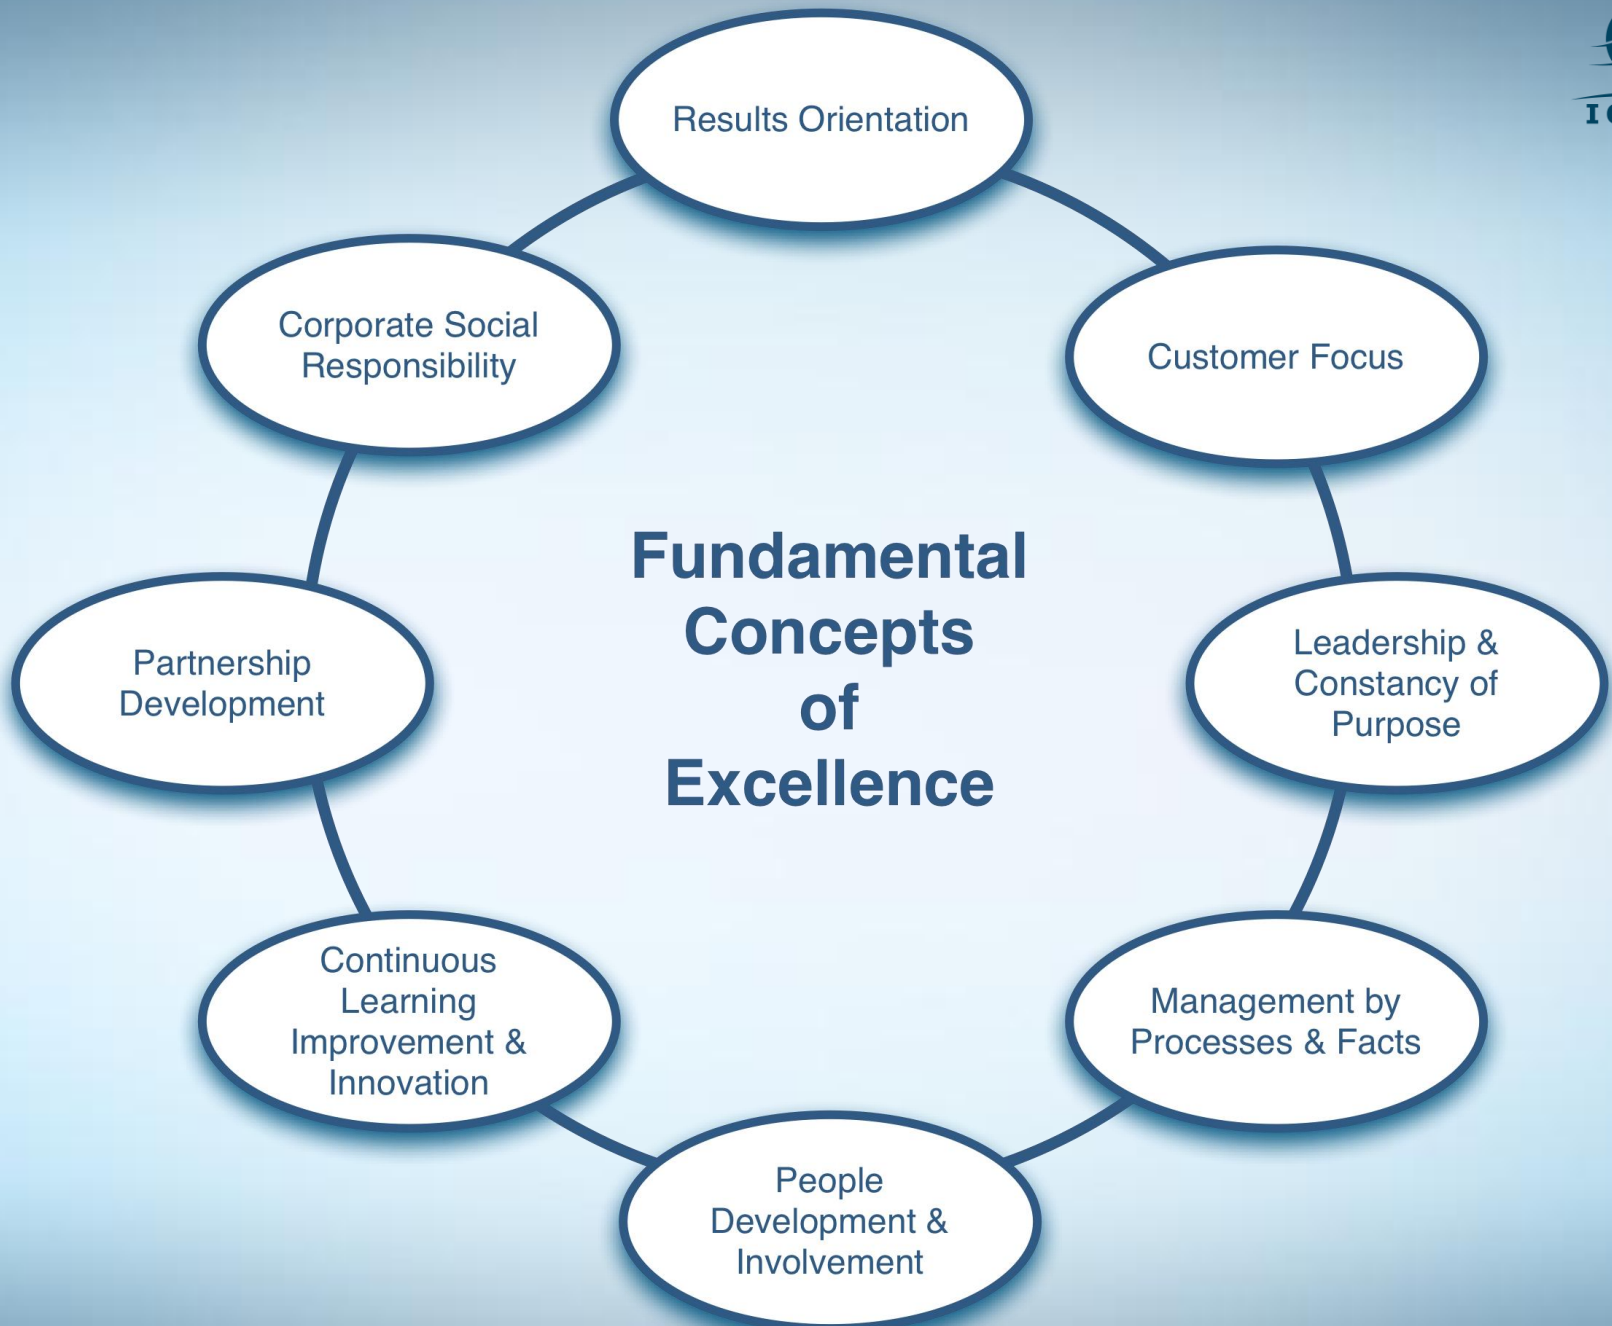 Results Orientation
Customer Focus
Leadership &
Constancy of
Purpose
Management by
Processes & Facts
People
Development &
Involvement
Continuous
Learning
Improvement &
Innovation
Partnership
Development
Corporate Social
Responsibility
Fundamental
Concepts
of
Excellence